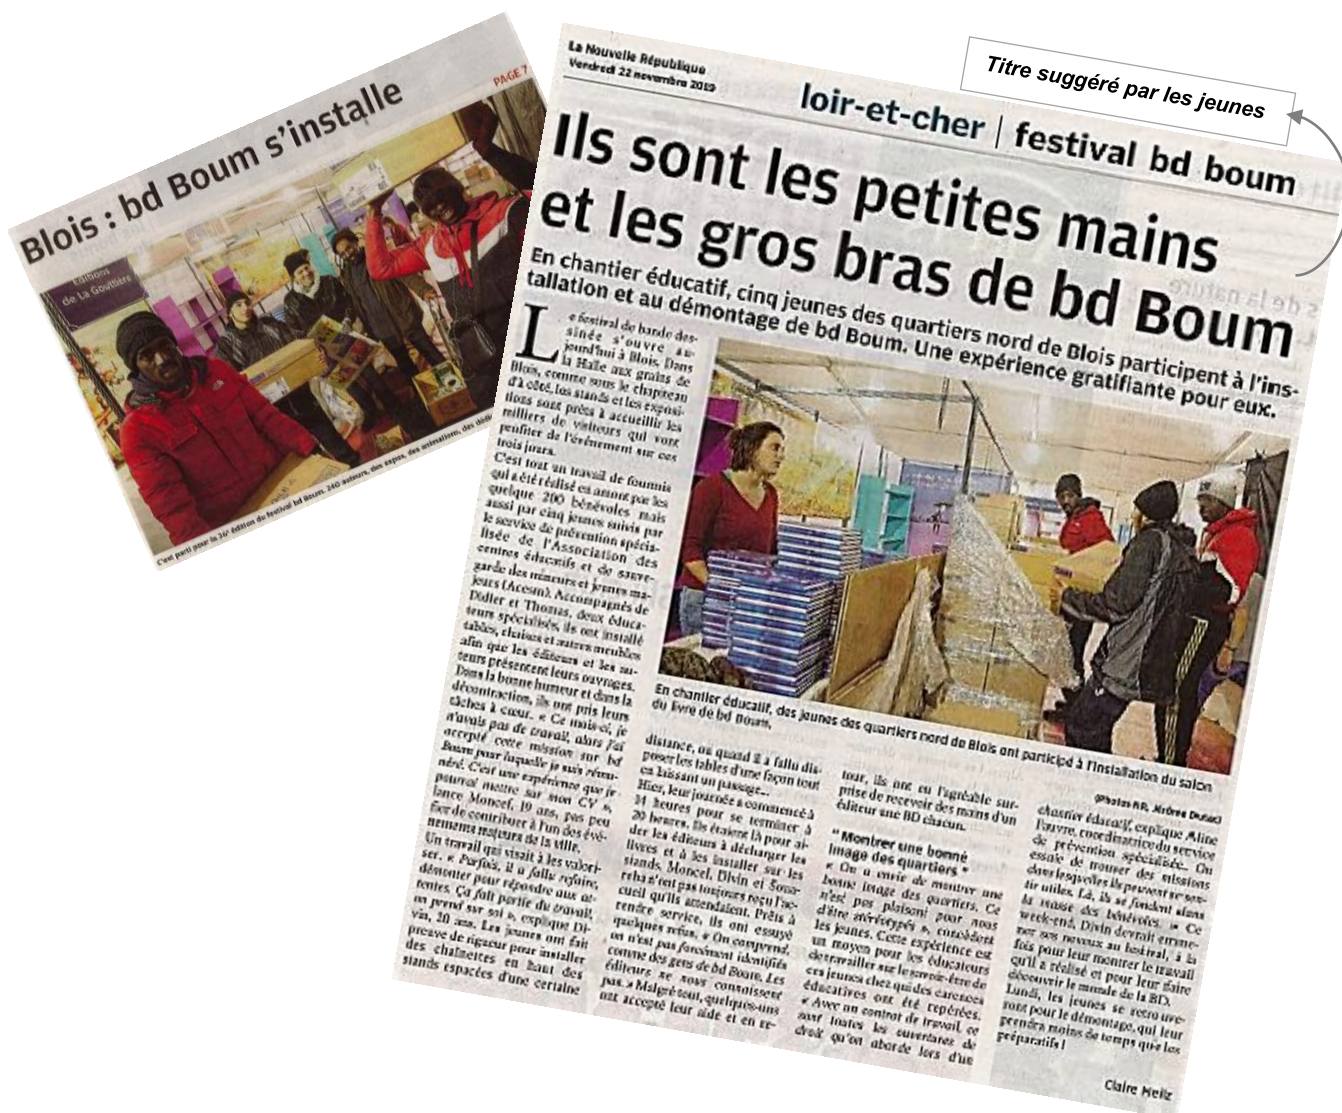 PAGE 7
Blois : bd Boum s'installe
Editions
de La Gouttière
C'est parti pour la 36e édition du festival bd Boum. 240 auteurs, des expos, des animations, des
La Nouvelle République
Vendredi 22 novembre 2019
Titre suggéré par les jeunes
loir-et-cher | festival bd boum
Ils sont les petites mains
et les gros bras de bd Boum
En chantier éducatif, cinq jeunes des quartiers nord de Blois participent à l'ins-
tallation et au démontage de bd Boum. Une expérience gratifiante pour eux.
Le festival de bande des-
sinée s'ouvre au-
jourd'hui à Blois. Dans
la Halle aux grains de
Blois, comme sous le chapiteau
d'à côté, les stands et les exposi-
tions sont prêts à accueillir les
milliers de visiteurs qui vont
profiter de l'événement sur ces
trois jours.
C'est tout un travail de fourmis
qui a été réalisé en amont par les
quelque 200 bénévoles mais
aussi par cinq jeunes suivis par
le service de prévention spécia-
lisée de l'Association des
centres éducatifs et de sauve-
garde des mineurs et jeunes ma-
jeurs (Acesm). Accompagnés de
Didier et Thomas, deux éduca-
teurs spécialisés, ils ont installé
tables, chaises et autres meubles
afin que les éditeurs et les au-
teurs présentent leurs ouvrages.
Dans la bonne humeur et dans la
décontraction, ils ont pris leurs
tâches à cœur. « Ce mois-ci, je
n'avais pas de travail, alors j'ai
accepté cette mission sur bd
Boum pour laquelle je suis rému-
néré. C'est une expérience que je
pourrai mettre sur mon CV »,
lance Moncef, 19 ans, pas peu
fier de contribuer à l'un des évé-
nements majeurs de la ville.
Un travail qui visait à les valori-
ser. « Parfois, il a fallu refaire,
démonter pour répondre aux at-
tentes. Ça fait partie du travail,
on prend sur soi », explique Di-
vin, 20 ans. Les jeunes ont fait
preuve de rigueur pour installer
des chaînettes en haut des
stands espacées d'une certaine
En chantier éducatif, des jeunes des quartiers nord de Blois ont participé à l'installation du salon
du livre de bd Boum.
(Photos NR, Jérôme Dutac)
distance, ou quand il a fallu dis-
poser les tables d'une façon tout
en laissant un passage...
Hier, leur journée a commencé à
14 heures pour se terminer à
20 heures. Ils étaient là pour ai-
der les éditeurs à décharger les
livres et à les installer sur les
stands. Moncef, Divin et
n'ont pas toujours reçu l'ac-
cueil qu'ils attendaient. Prêts à
rendre service, ils ont essuyé
quelques refus. « On comprend,
on n'est pas forcément identifiés
comme des gens de bd Boum. Les
éditeurs ne nous connaissent
pas. » Malgré tout, quelques-uns
ont accepté leur aide et en re-
tour, ils ont eu l'agréable sur-
prise de recevoir des mains d'un
éditeur une BD chacun.
" Montrer une bonne
image des quartiers "
« On a envie de montrer une
bonne image des quartiers. Ce
n'est pas plaisant pour nous
d'être stéréotypés », concèdent
les jeunes. Cette expérience est
un moyen pour les éducateurs
de travailler sur le savoir-être de
ces jeunes chez qui des carences
éducatives ont été repérées.
« Avec un contrat de travail, ce
sont toutes les ouvertures de
droit qu'on aborde lors d'un
chantier éducatif, explique Aline
coordinatrice du service
de prévention spécialisée. On
essaie de trouver des missions
dans lesquelles ils peuvent se sen-
tir utiles. Là, ils se fondent dans
la masse des bénévoles. » Ce
week-end, Divin devrait emme-
ner ses neveux au festival, à la
fois pour leur montrer le travail
qu'il a réalisé et pour leur faire
découvrir le monde de la BD.
Lundi, les jeunes se retrouve-
ront pour le démontage, qui leur
prendra moins de temps que les
préparatifs !
Claire Neilz